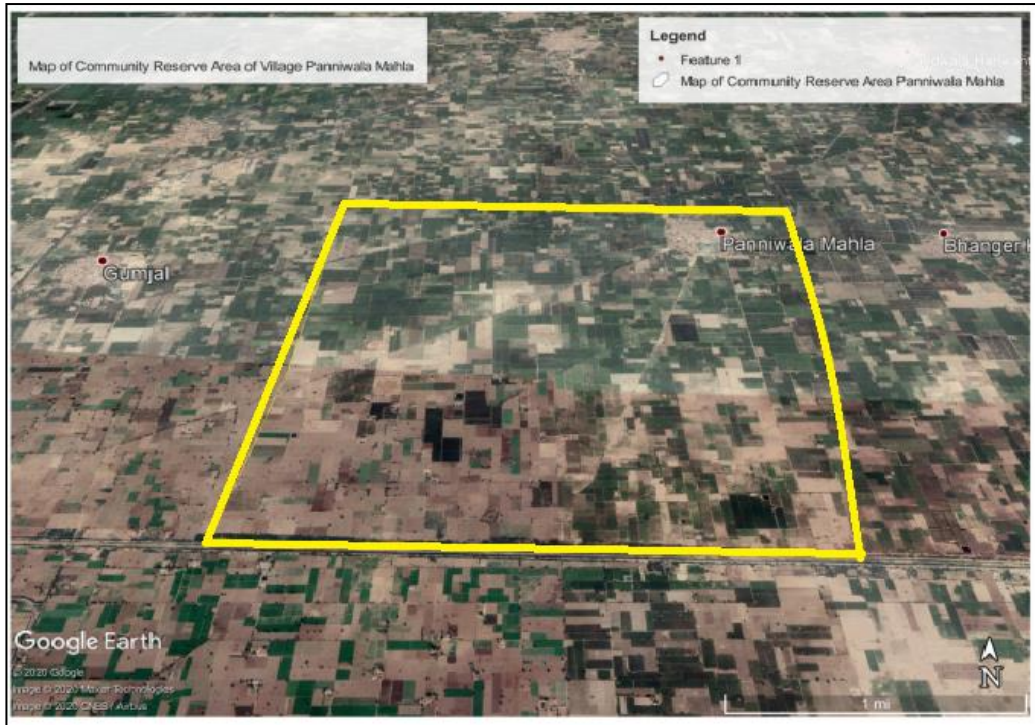 Map of Community Reserve Area of Village Panniwala Mahla
Legend
Feature 1
Map of Community Reserve Area Panniwala Mahla
Gumjal
Panniwala Mahla
Bhanger
Google Earth
© 2020 Google
Image © 2020 Maxar Technologies
Image © 2020 CNES / Airbus
N
1 mi